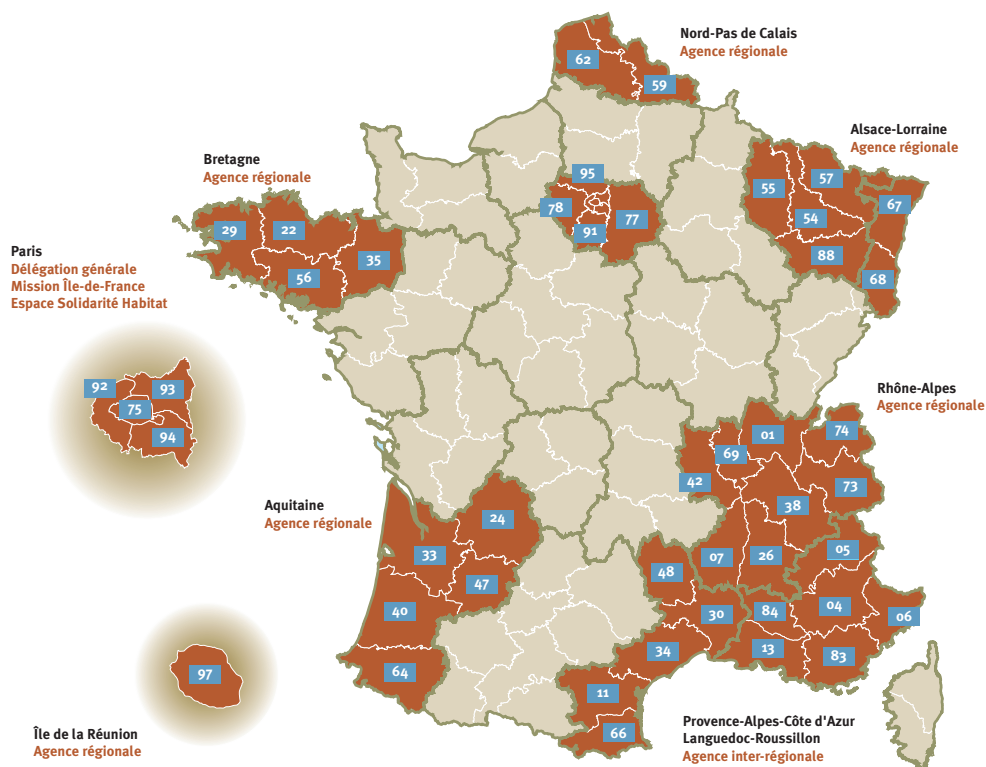 Nord-Pas de Calais
Agence régionale
62
59
Alsace-Lorraine
Agence régionale
55
57
67
54
88
68
Bretagne
Agence régionale
29
22
35
56
95
78
77
91
Paris
Délégation générale
Mission Île-de-France
Espace Solidarité Habitat
92
93
75
94
Rhône-Alpes
Agence régionale
01
74
69
42
73
38
07
26
Aquitaine
Agence régionale
24
33
47
40
64
05
48
30
84
04
06
34
13
83
11
66
Provence-Alpes-Côte d'Azur
Languedoc-Roussillon
Agence inter-régionale
97
Île de la Réunion
Agence régionale